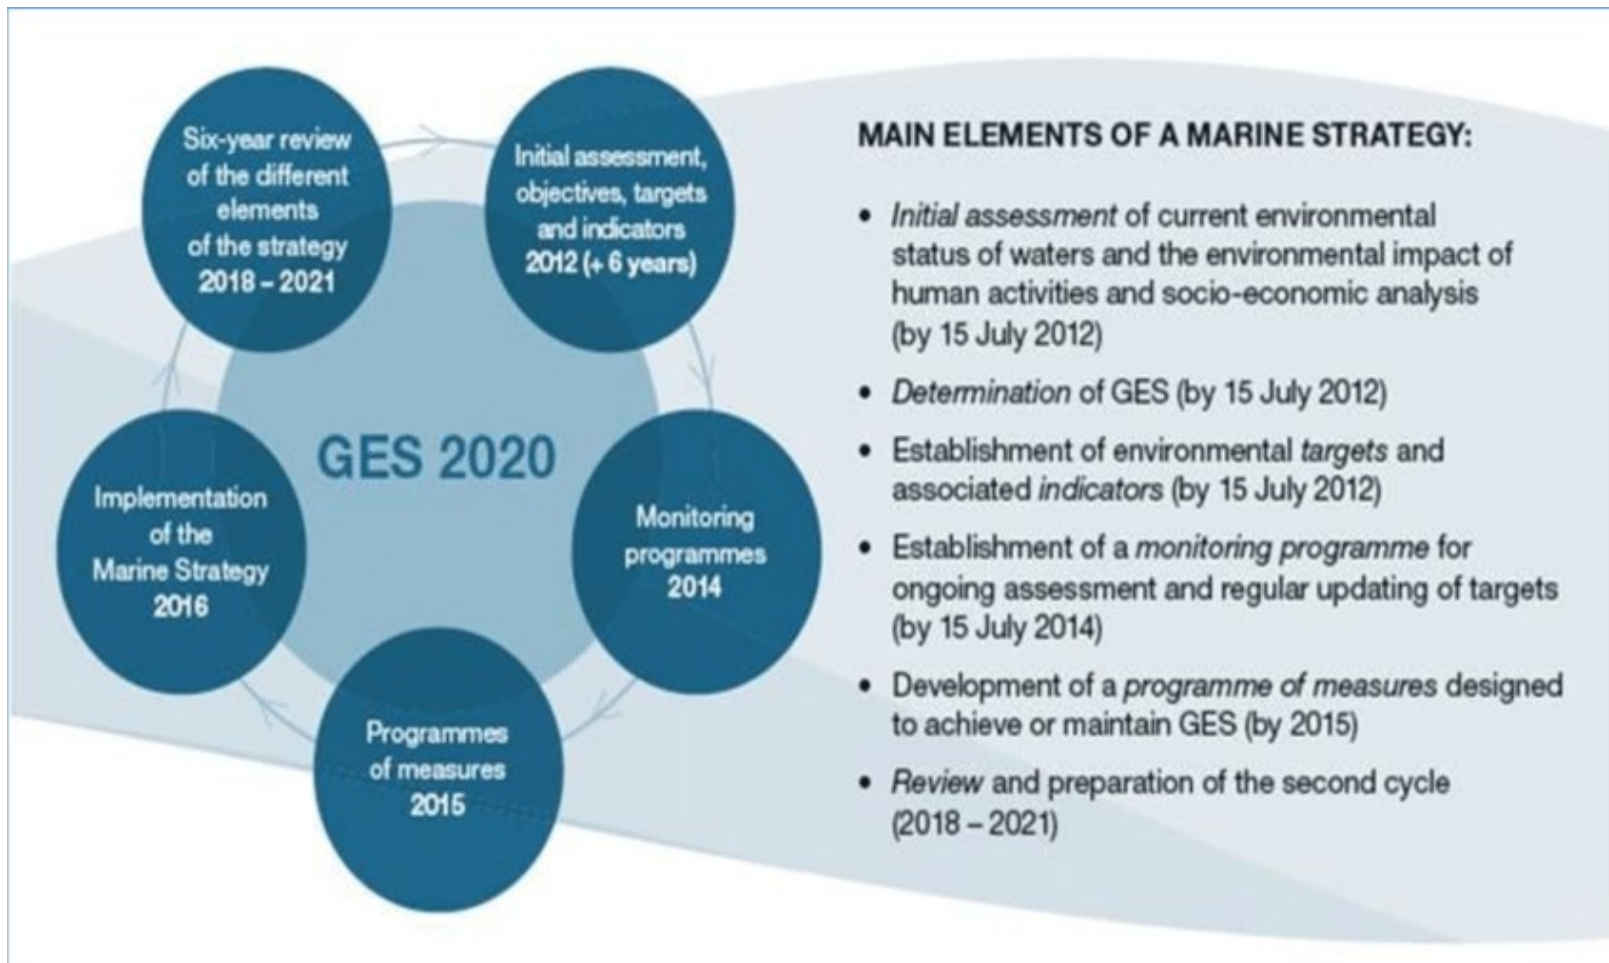 Six-year review
of the different
elements
of the strategy
2018 – 2021
Initial assessment,
objectives, targets
and indicators
2012 (+ 6 years)
GES 2020
Implementation
of the
Marine Strategy
2016
Monitoring
programmes
2014
Programmes
of measures
2015
MAIN ELEMENTS OF A MARINE STRATEGY:
• Initial assessment of current environmental
status of waters and the environmental impact of
human activities and socio-economic analysis
(by 15 July 2012)
• Determination of GES (by 15 July 2012)
• Establishment of environmental targets and
associated indicators (by 15 July 2012)
• Establishment of a monitoring programme for
ongoing assessment and regular updating of targets
(by 15 July 2014)
• Development of a programme of measures designed
to achieve or maintain GES (by 2015)
• Review and preparation of the second cycle
(2018 – 2021)